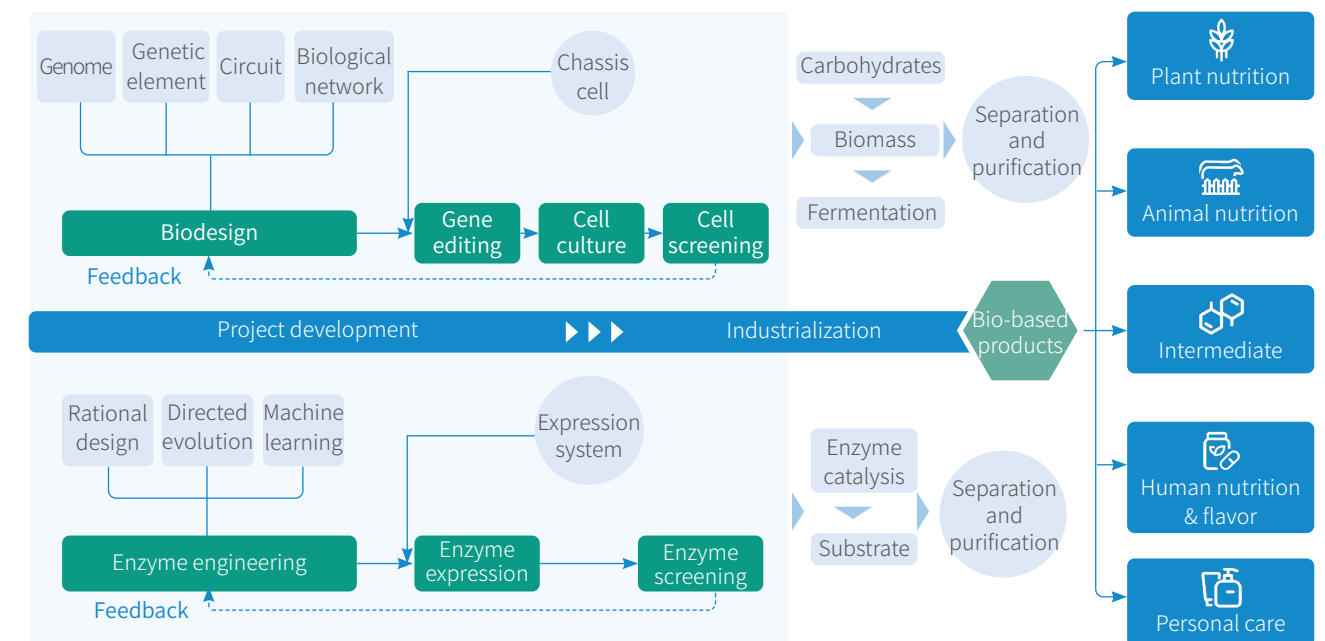 Genome
Genetic
element
Circuit
Biological
network
Chassis
cell
Biodesign
Gene
editing
Cell
culture
Cell
screening
Feedback
Carbohydrates
Biomass
Fermentation
Separation
and
purification
Project development
Industrialization
Bio-based
products
Rational
design
Directed
evolution
Machine
learning
Expression
system
Enzyme engineering
Enzyme
expression
Enzyme
screening
Feedback
Enzyme
catalysis
Substrate
Separation
and
purification
Plant nutrition
Animal nutrition
Intermediate
Human nutrition
& flavor
Personal care